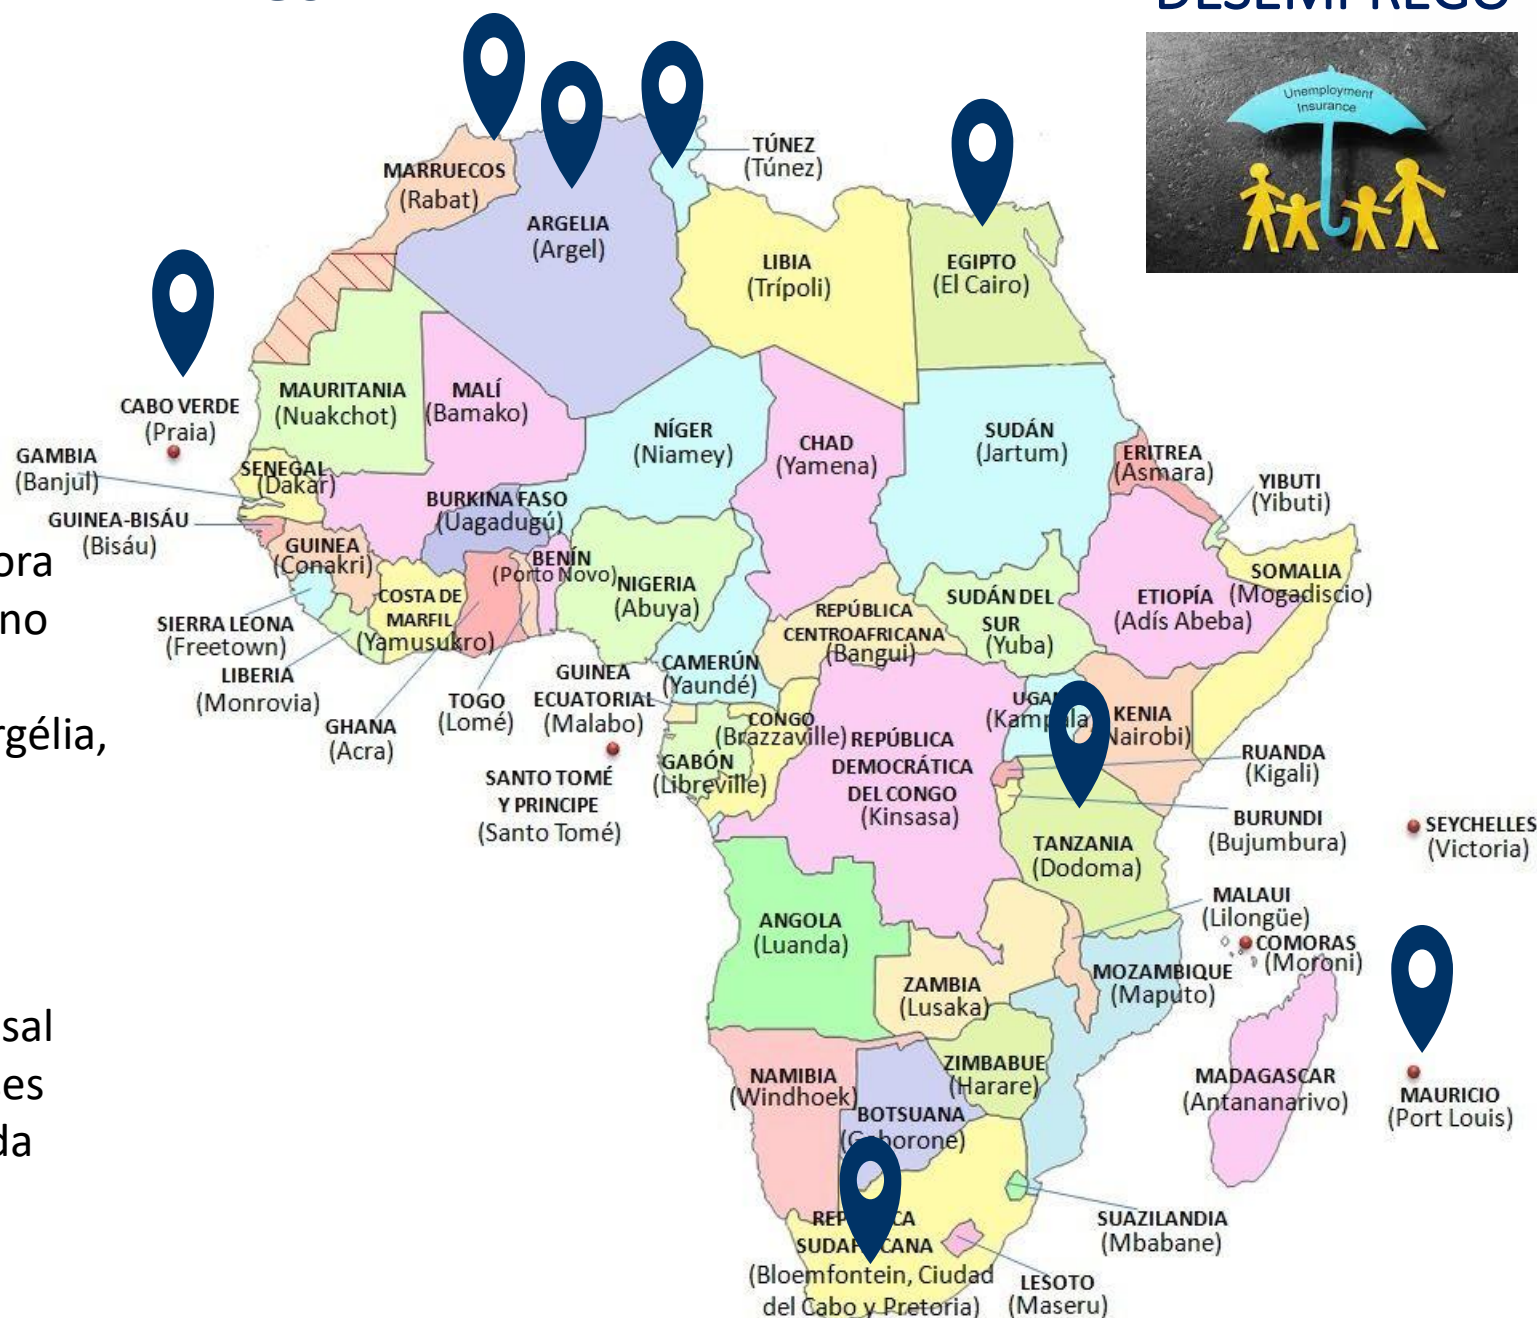 DESEMPREGO
Unemployment
Insurance
ora
no
rgélia,
sal
es
da
MARRUECOS
(Rabat)
ARGELIA
(Argel)
TÚNEZ
(Túnez)
LIBIA
(Trípoli)
EGIPTO
(El Cairo)
CABO VERDE
(Praia)
MAURITANIA
(Nuakchot)
MALÍ
(Bamako)
NÍGER
(Niamey)
CHAD
(Yamena)
SUDÁN
(Jartum)
ERITREA
(Asmara)
YIBUTI
(Yibuti)
GAMBIA
(Banjul)
SENEGAL
(Dakar)
GUINEA-BISÁU
(Bisáu)
BURKINA FASO
(Uagadugú)
GUINEA
(Conakri)
BENÍN
(Porto Novo)
NIGERIA
(Abuya)
COSTA DE
MARFIL
(Yamusukro)
SIERRA LEONA
(Freetown)
LIBERIA
(Monrovia)
GHANA
(Acra)
TOGO
(Lomé)
GUINEA
ECUATORIAL
(Malabo)
CAMERÚN
(Yaundé)
REPÚBLICA
CENTROAFRICANA
(Bangui)
SUDÁN DEL
SUR
(Yuba)
ETIOPÍA
(Adís Abeba)
SOMALIA
(Mogadiscio)
SANTO TOMÉ
Y PRINCIPE
(Santo Tomé)
GABÓN
(Libreville)
CONGO
(Brazzaville)
REPÚBLICA
DEMOCRÁTICA
DEL CONGO
(Kinsasa)
UGAN
(Kampala
KENIA
Nairobi)
RUANDA
(Kigali)
BURUNDI
(Bujumbura)
TANZANIA
(Dodoma)
SEYCHELLES
(Victoria)
MALAUI
(Lilongüe)
COMORAS
(Moroni)
ANGOLA
(Luanda)
ZAMBIA
(Lusaka)
MOZAMBIQUE
(Maputo)
NAMIBIA
(Windhoek)
BOTSUANA
(Gaborone)
ZIMBABUE
(Harare)
MADAGASCAR
(Antananarivo)
MAURICIO
(Port Louis)
REP CA
SUDAF CANA
(Bloemfontein, Ciudad
del Cabo y Pretoria)
SUAZILANDIA
(Mbabane)
LESOTO
(Maseru)